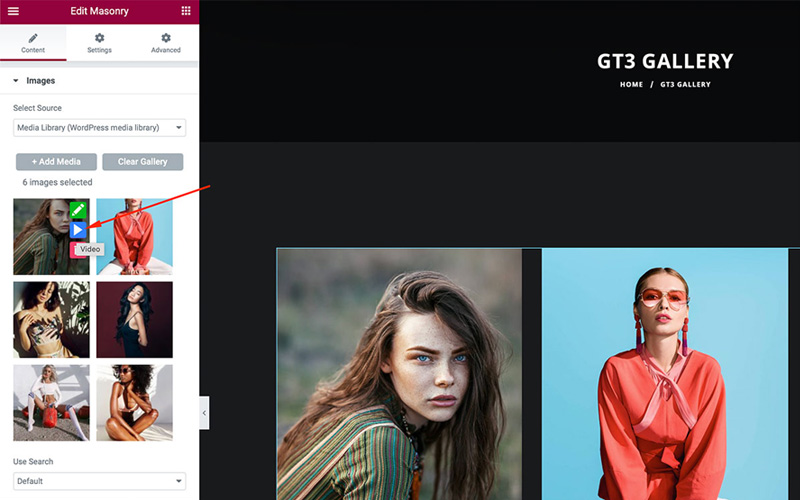 Edit Masonry
Content
Settings
Advanced
Images
Select Source
Media Library (WordPress media library)
+ Add Media
Clear Gallery
6 images selected
Video
Use Search
Default
GT3 GALLERY
HOME / GT3 GALLERY